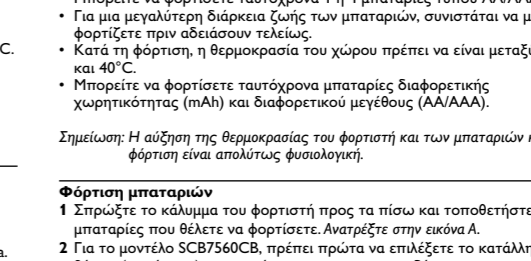 Μπορείτε να φορτίσετε ταυτόχρονα 1 ή 4 μπαταρίες τύπου AA/AAA
• Για μια μεγαλύτερη διάρκεια ζωής των μπαταριών, συνιστάται να μ
φορτίζετε πριν αδειάσουν τελείως.
• Κατά τη φόρτιση, η θερμοκρασία του χώρου πρέπει να είναι μεταξύ
C.
και 40°C.
• Μπορείτε να φορτίσετε ταυτόχρονα μπαταρίες διαφορετικής
χωρητικότητας (mAh) και διαφορετικού μεγέθους (AA/AAA).
Σημείωση: Η αύξηση της θερμοκρασίας του φορτιστή και των μπαταριών κ
φόρτιση είναι απολύτως φυσιολογική.
Φόρτιση μπαταριών
1 Σπρώξτε το κάλυμμα του φορτιστή προς τα πίσω και τοποθετήστε
μπαταρίες που θέλετε να φορτίσετε. Ανατρέξτε στην εικόνα A.
2 Για το μοντέλο SCB7560CB, πρέπει πρώτα να επιλέξετε το κατάλλη
a.